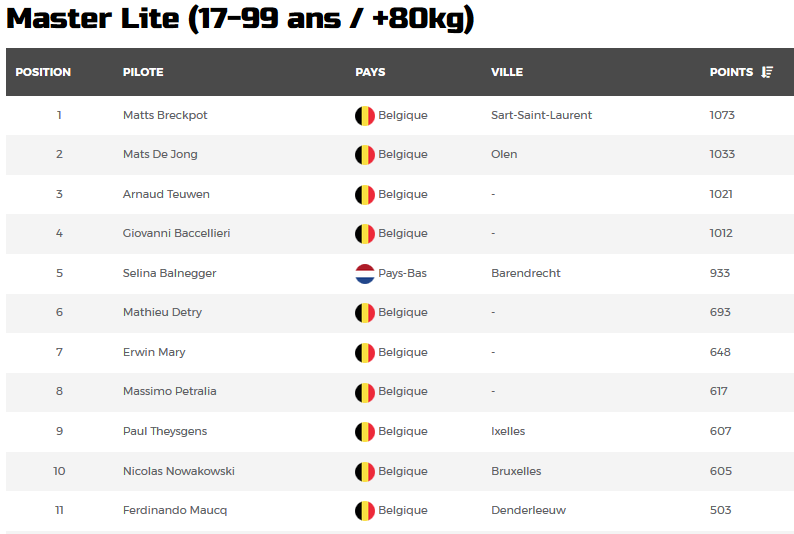 Master Lite (17-99 ans / +80kg)
POSITION PILOTE PAYS VILLE POINTS
1 Matts Breckpot Belgique Sart-Saint-Laurent 1073
2 Mats De Jong Belgique Olen 1033
3 Arnaud Teuwen Belgique - 1021
4 Giovanni Baccellieri Belgique - 1012
5 Selina Balnegger Pays-Bas Barendrecht 933
6 Mathieu Detry Belgique - 693
7 Erwin Mary Belgique - 648
8 Massimo Petralia Belgique - 617
9 Paul Theysgens Belgique Ixelles 607
10 Nicolas Nowakowski Belgique Bruxelles 605
11 Ferdinando Maucq Belgique Denderleeuw 503